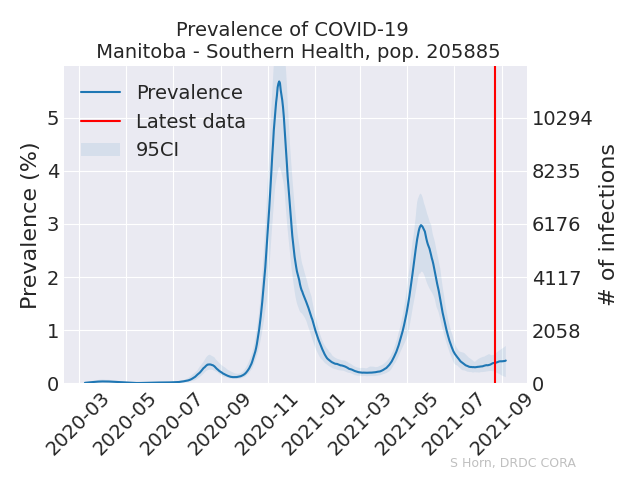 Prevalence of COVID-19
Manitoba - Southern Health, pop. 205885
Prevalence
Latest data
95CI
Prevalence (%)
5
4
3
2
1
0
10294
8235
6176
4117
2058
0
# of infections
2020-03
2020-05
2020-07
2020-09
2020-11
2021-01
2021-03
2021-05
2021-07
2021-09
S Horn, DRDC CORA